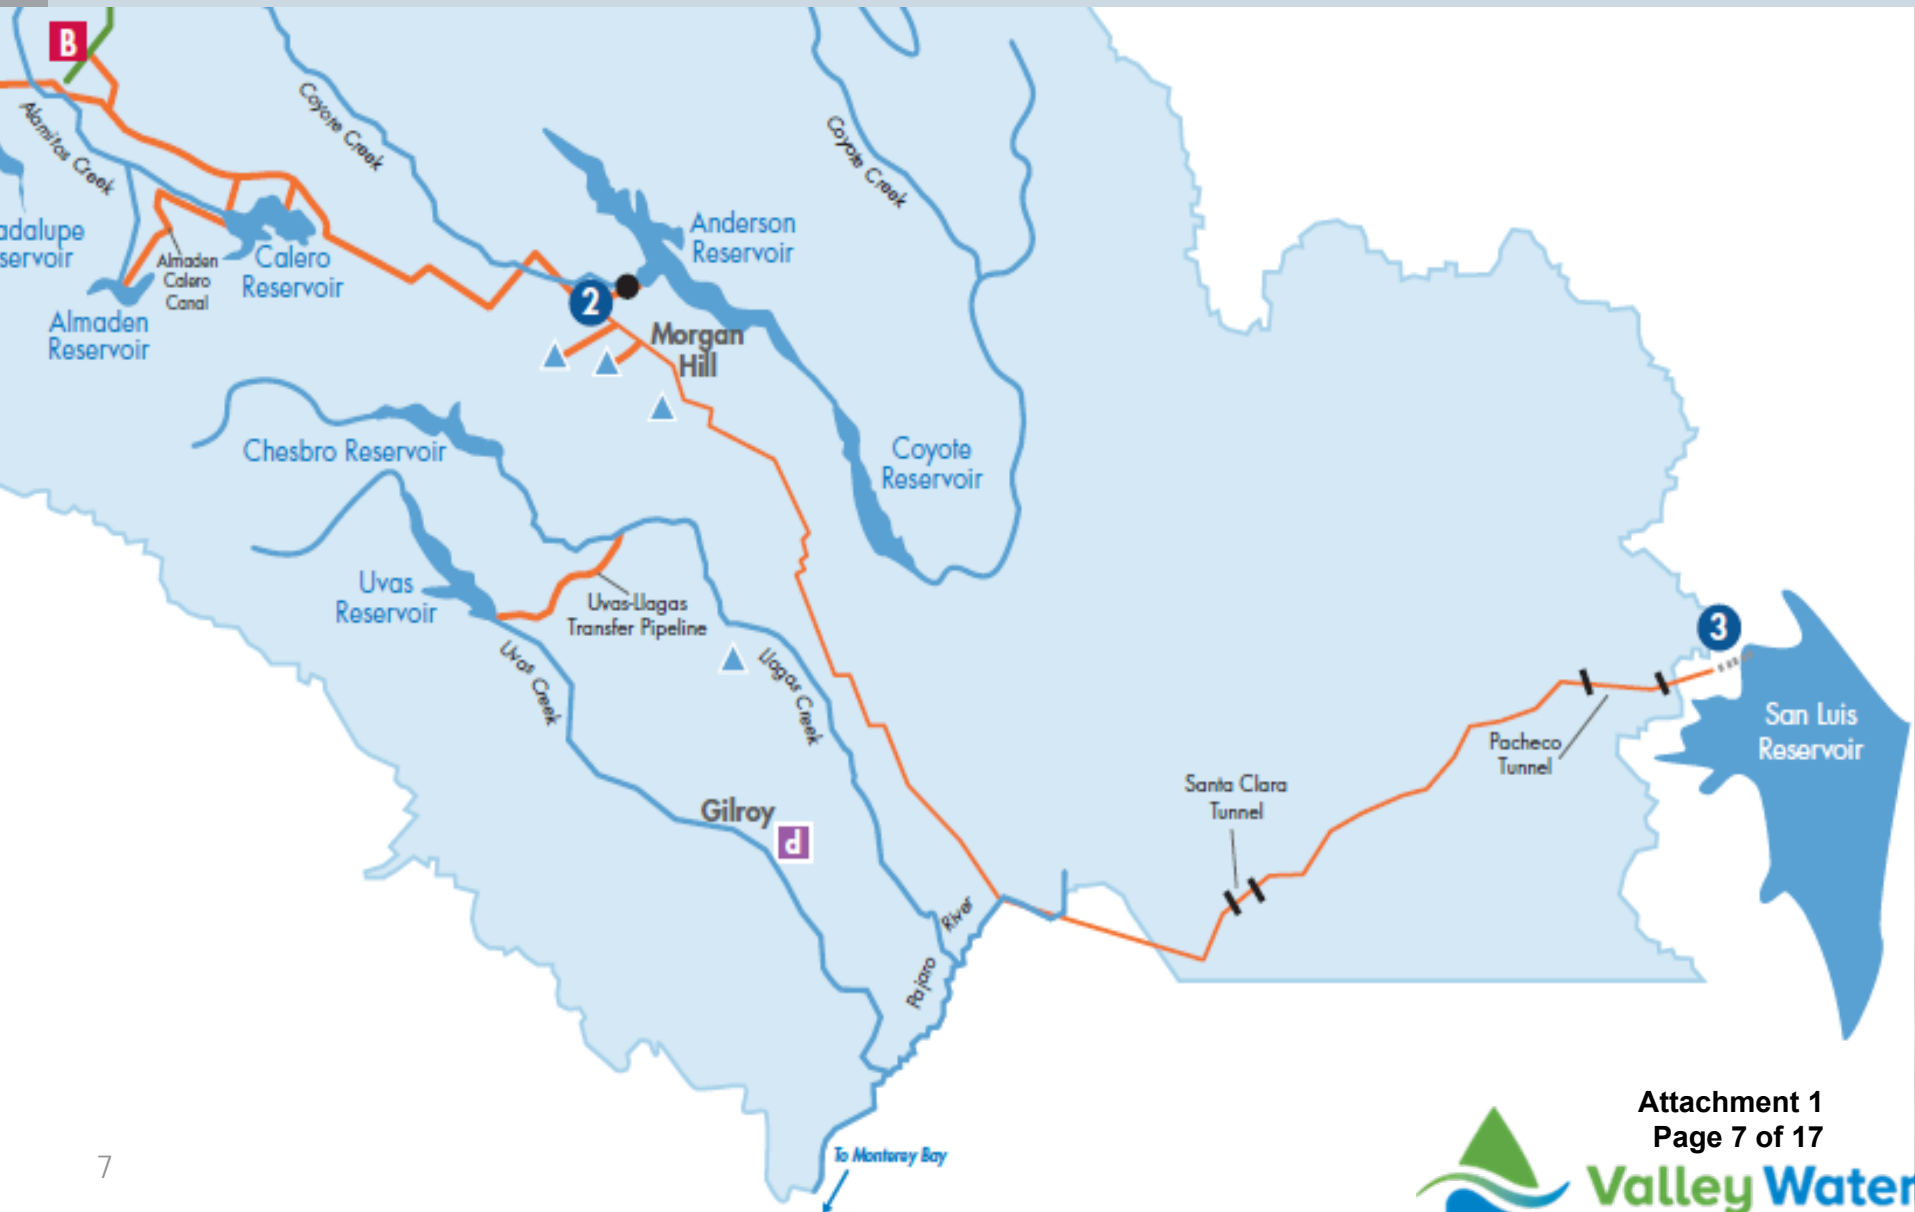 B
Alamitos Creek
Coyote Creek
Coyote Creek
Anderson
Reservoir
adalupe
servoir
Almaden
Calero
Canal
Calero
Reservoir
Almaden
Reservoir
2
Morgan
Hill
Chesbro Reservoir
Coyote
Reservoir
Uvas
Reservoir
Uvas-Llagas
Transfer Pipeline
Uvas Creek
Llagas Creek
3
San Luis
Reservoir
Pacheco
Tunnel
Santa Clara
Tunnel
Gilroy
d
Pajaro River
To Monterey Bay
Attachment 1
Page 7 of 17
7
Valley Water